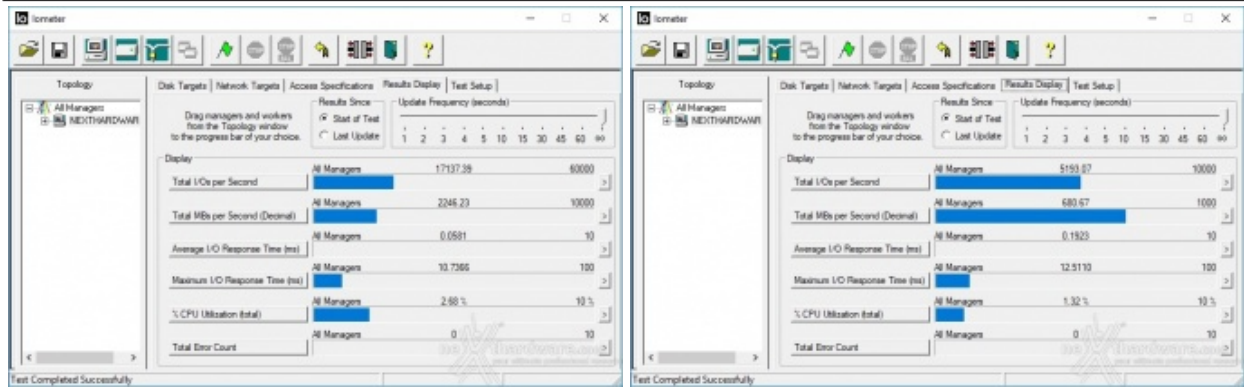 Iometer
Topology
All Managers
NEXTHARDWAR
Disk Targets
Network Targets
Access Specifications
Results Display
Test Setup
Drag managers and workers
from the Topology window
to the progress bar of your choice.
Results Since
Start of Test
Last Update
Update Frequency (seconds)
1 2 3 4 5 10 15 30 45 60 ∞
Display
All Managers 17137.39 60000
Total I/Os per Second
All Managers 2246.23 10000
Total MBs per Second (Decimal)
All Managers 0.0581 10
Average I/O Response Time (ms)
All Managers 10.7366 100
Maximum I/O Response Time (ms)
All Managers 2.68 % 10 %
% CPU Utilization (total)
All Managers 0 10
Total Error Count
Test Completed Successfully
Iometer
Topology
All Managers
NEXTHARDWAR
Disk Targets
Network Targets
Access Specifications
Results Display
Test Setup
Drag managers and workers
from the Topology window
to the progress bar of your choice.
Results Since
Start of Test
Last Update
Update Frequency (seconds)
1 2 3 4 5 10 15 30 45 60 ∞
Display
All Managers 5193.07 10000
Total I/Os per Second
All Managers 680.67 1000
Total MBs per Second (Decimal)
All Managers 0.1923 10
Average I/O Response Time (ms)
All Managers 12.5110 100
Maximum I/O Response Time (ms)
All Managers 1.32 % 10 %
% CPU Utilization (total)
All Managers 0 10
Total Error Count
Test Completed Successfully